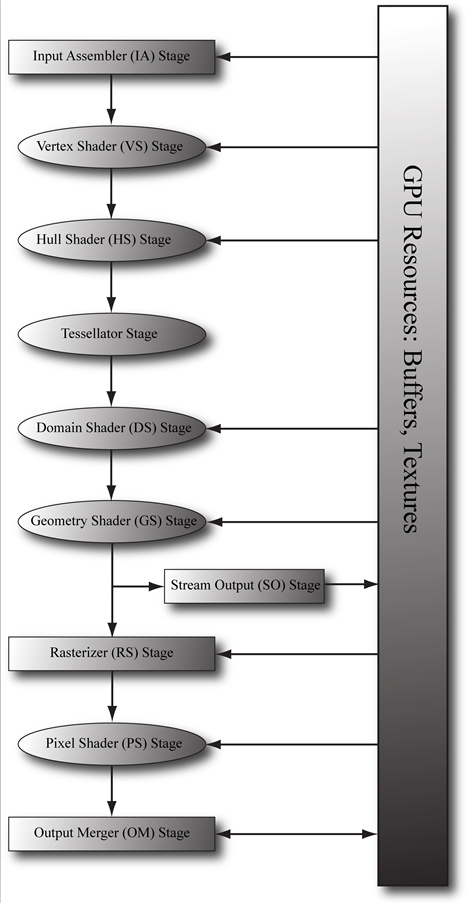 Input Assembler (IA) Stage
Vertex Shader (VS) Stage
Hull Shader (HS) Stage
Tessellator Stage
Domain Shader (DS) Stage
Geometry Shader (GS) Stage
Stream Output (SO) Stage
Rasterizer (RS) Stage
Pixel Shader (PS) Stage
Output Merger (OM) Stage
GPU Resources: Buffers, Textures